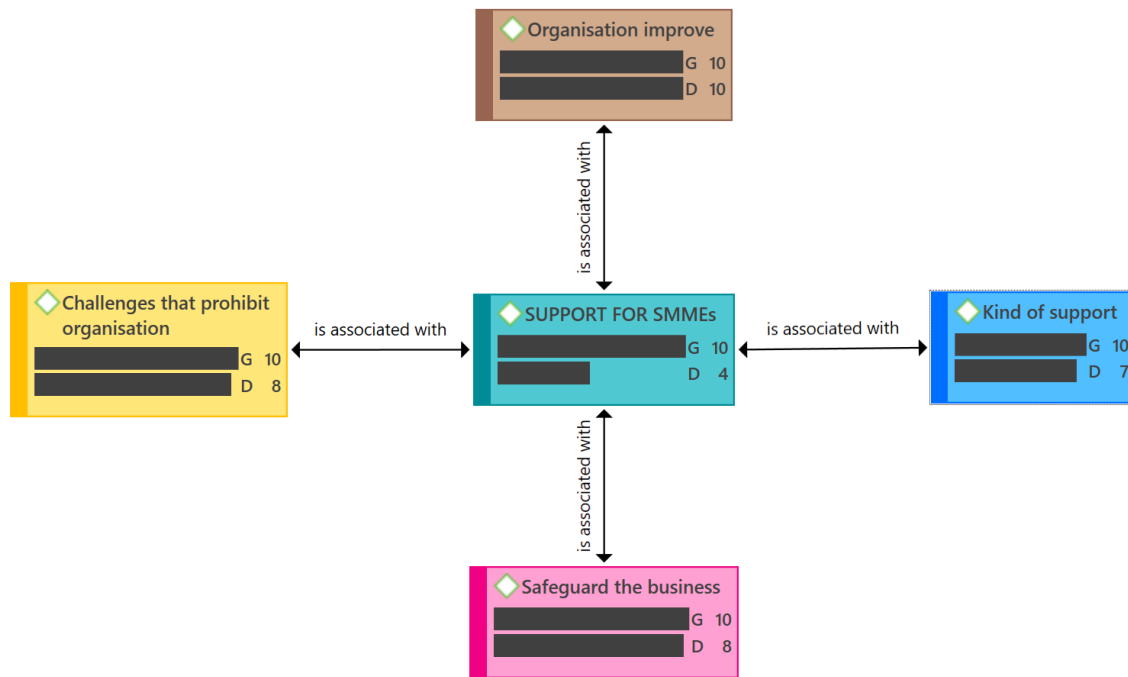 Organisation improve
G 10
D 10
is associated with
Challenges that prohibit
organisation
G 10
D 8
is associated with
SUPPORT FOR SMMEs
G 10
D 4
is associated with
Kind of support
G 10
D 7
is associated with
Safeguard the business
G 10
D 8